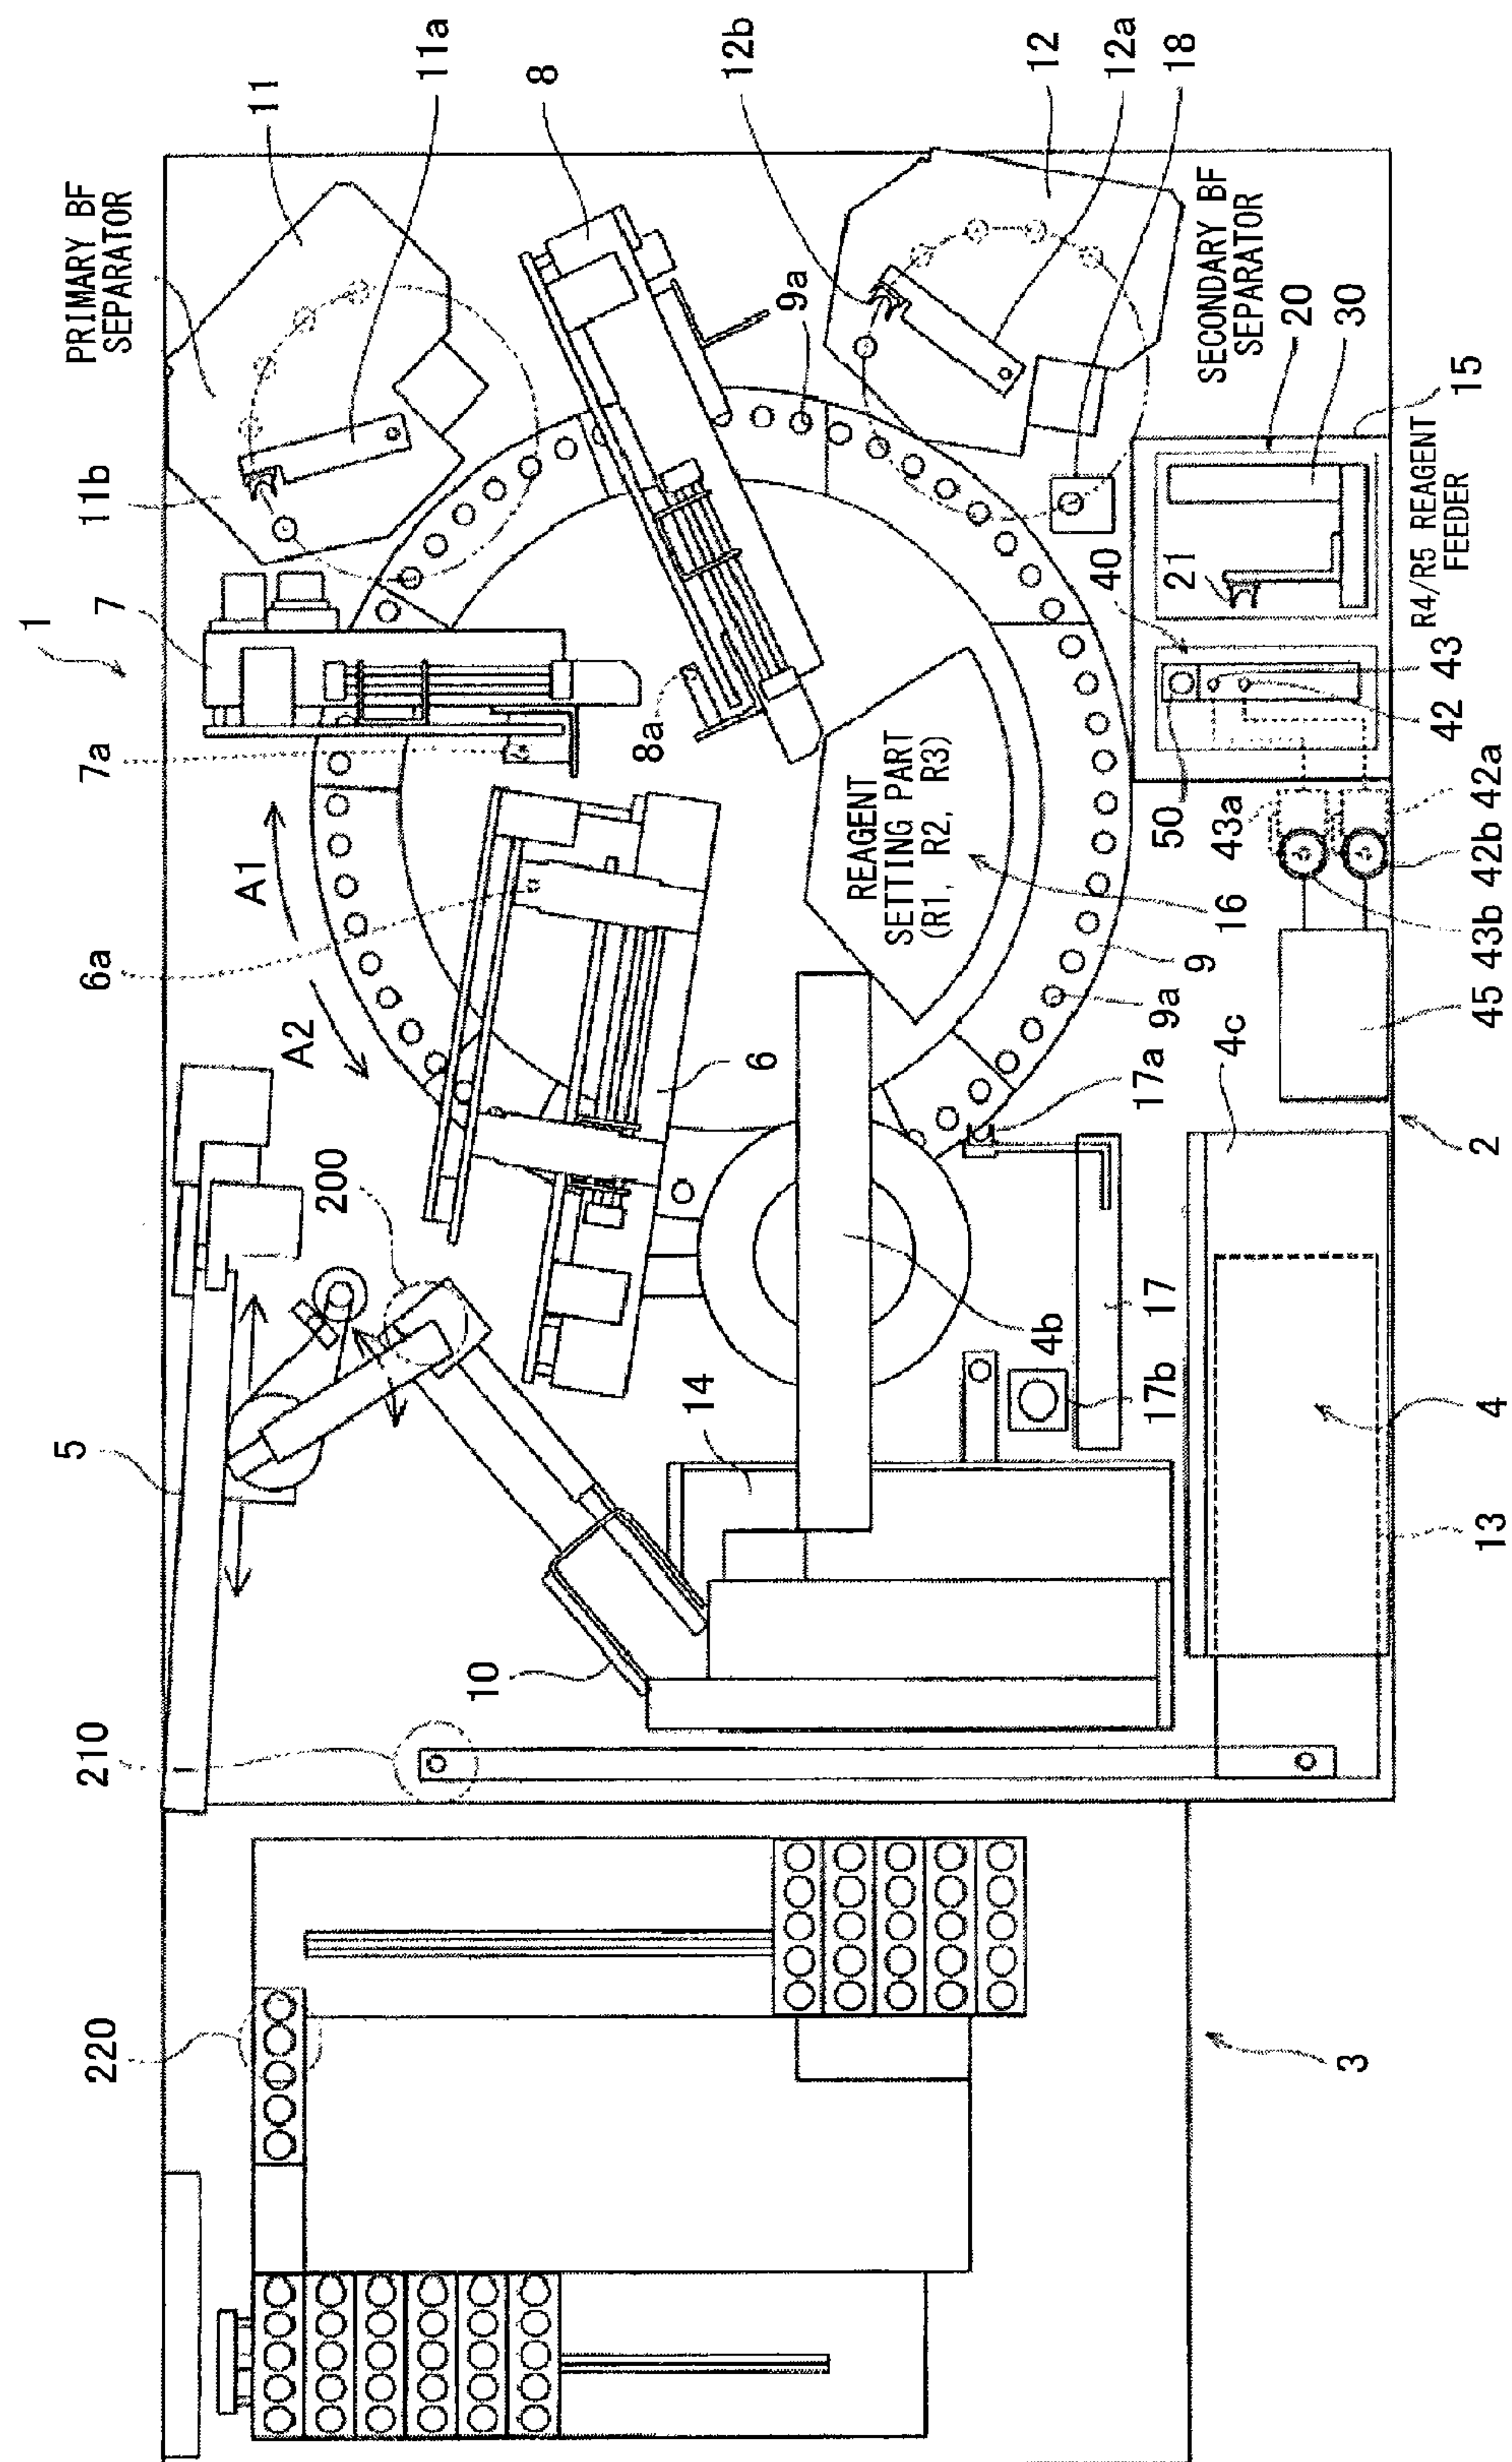 1
PRIMARY BF
SEPARATOR
11
11a
11b
7
7a
8
8a
9a
12b
12
12a
18
SECONDARY BF
SEPARATOR
20
30
15
R4/R5 REAGENT
FEEDER
21
40
43
42
50
43a
42a
42b
43b
45
A1
A2
6a
6
REAGENT
SETTING PART
(R1, R2, R3)
16
9
9a
17a
4c
2
200
5
4b
17
17b
14
4
13
10
210
220
3